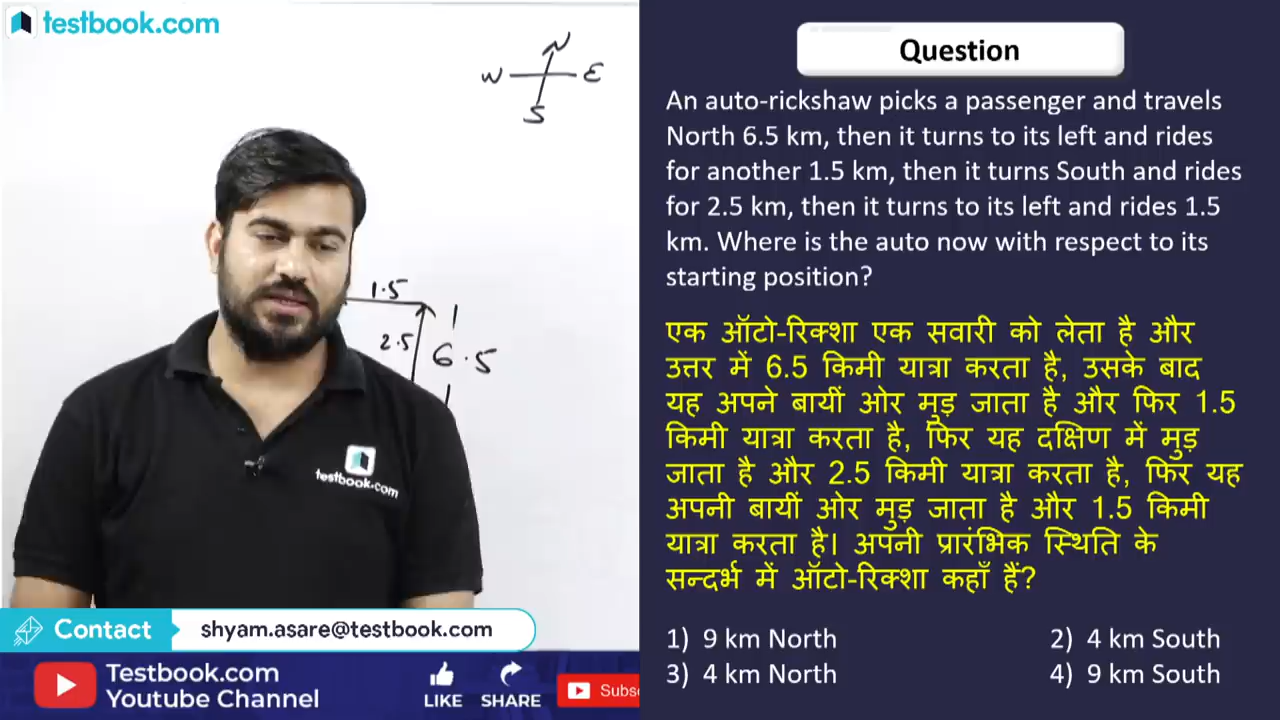 testbook.com
N
W E
S
1.5
2.5 6.5
testbook.com
Contact shyam.asare@testbook.com
Testbook.com
Youtube Channel
LIKE SHARE Subsc
Question
An auto-rickshaw picks a passenger and travels
North 6.5 km, then it turns to its left and rides
for another 1.5 km, then it turns South and rides
for 2.5 km, then it turns to its left and rides 1.5
km. Where is the auto now with respect to its
starting position?
एक ऑटो-रिक्शा एक सवारी को लेता है और
उत्तर में 6.5 किमी यात्रा करता है, उसके बाद
यह अपने बायीं ओर मुड़ जाता है और फिर 1.5
किमी यात्रा करता है, फिर यह दक्षिण में मुड़
जाता है और 2.5 किमी यात्रा करता है, फिर यह
अपनी बायीं ओर मुड़ जाता है और 1.5 किमी
यात्रा करता है। अपनी प्रारंभिक स्थिति के
सन्दर्भ में ऑटो-रिक्शा कहाँ हैं?
1) 9 km North 2) 4 km South
3) 4 km North 4) 9 km South